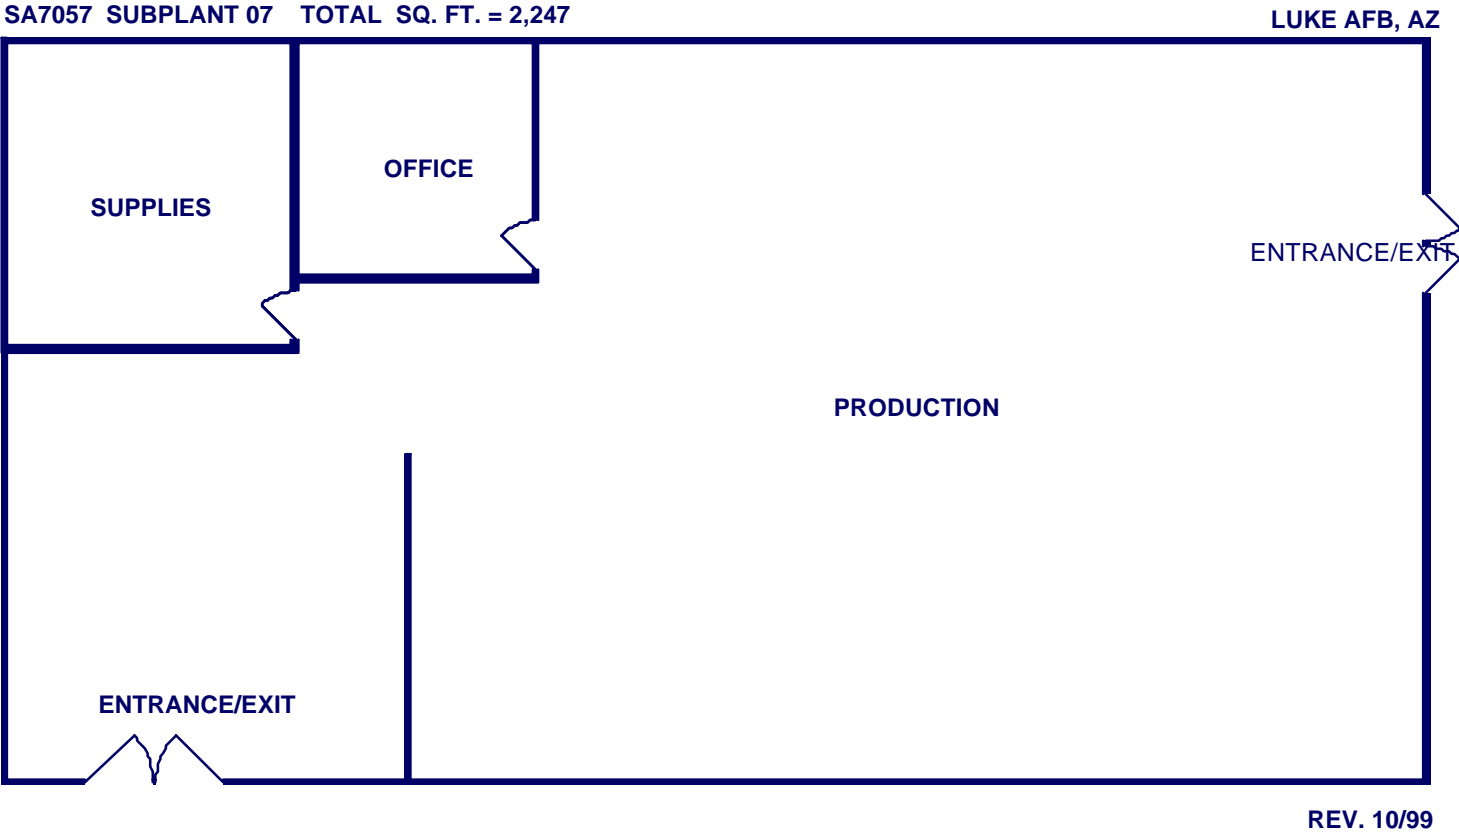 SA7057 SUBPLANT 07 TOTAL SQ. FT. = 2,247
LUKE AFB, AZ
OFFICE
SUPPLIES
ENTRANCE/EXIT
PRODUCTION
ENTRANCE/EXIT
REV. 10/99